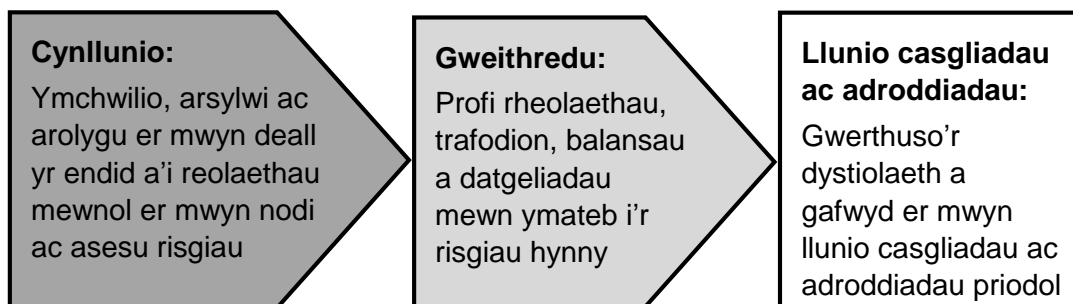 Cynllunio:
Ymchwilio, arsylwi ac
arolygu er mwyn deall
yr endid a'i reolaethau
mewnol er mwyn nodi
ac asesu risgiau
Gweithredu:
Profi rheolaethau,
trafodion, balansau
a datgeliadau
mewn ymateb i'r
risgiau hynny
Llunio casgliadau
ac adroddiadau:
Gwerthuso'r
dystiolaeth a
gafwyd er mwyn
llunio casgliadau ac
adroddiadau priodol